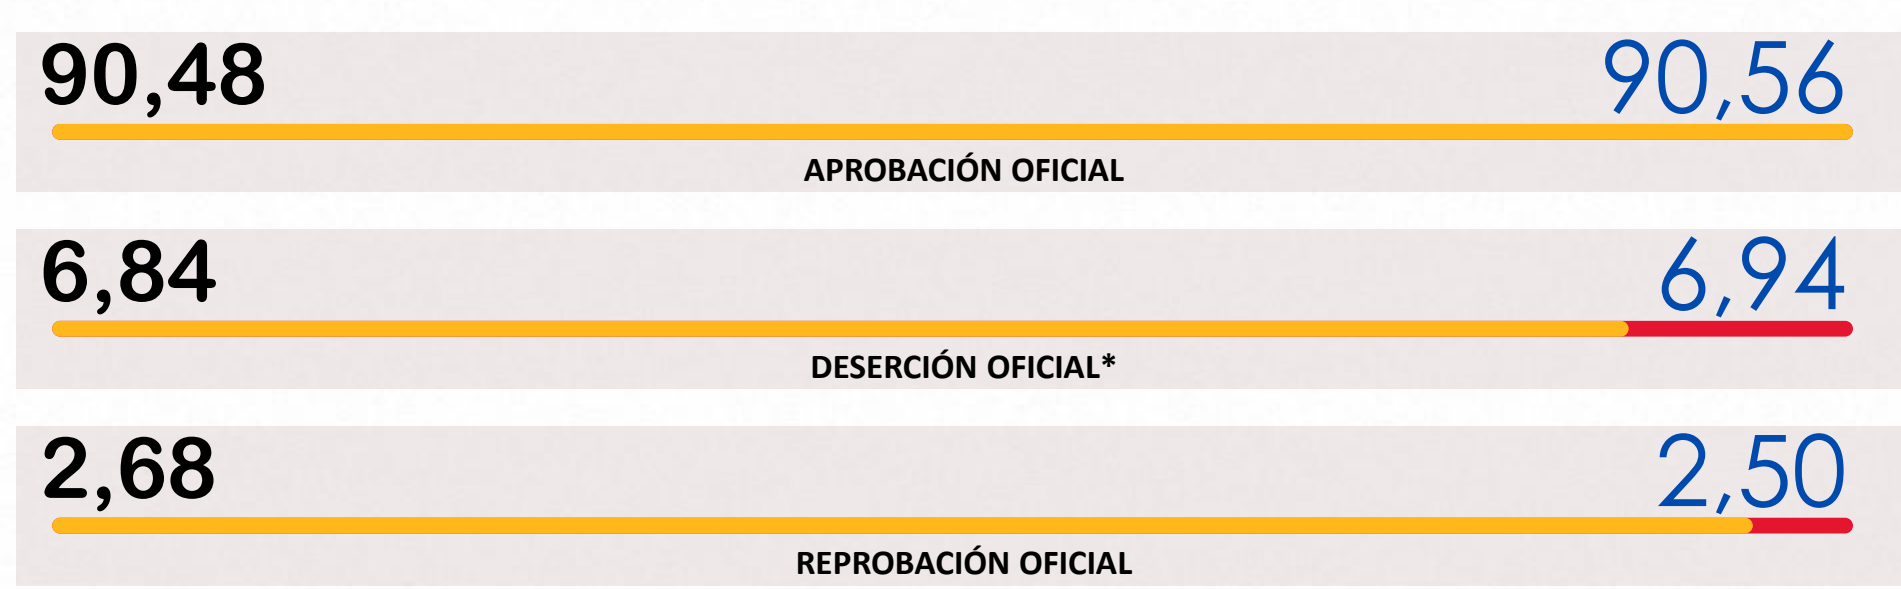 90,48 90,56
APROBACIÓN OFICIAL
6,84 6,94
DESERCIÓN OFICIAL*
2,68 2,50
REPROBACIÓN OFICIAL